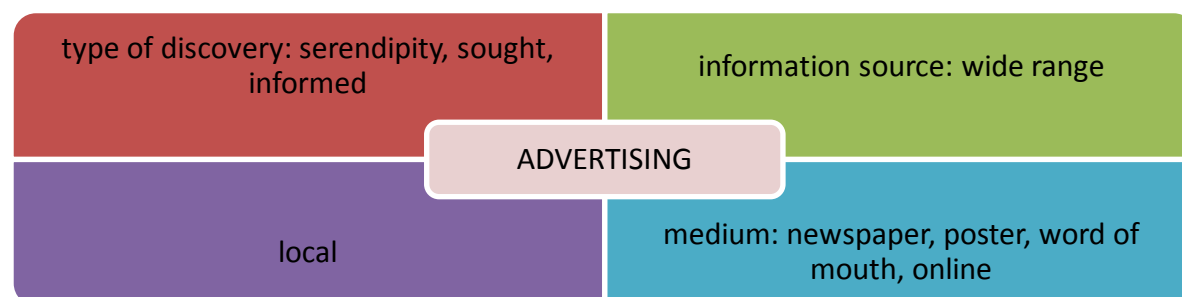 type of discovery: serendipity, sought,
informed
information source: wide range
ADVERTISING
local
medium: newspaper, poster, word of
mouth, online